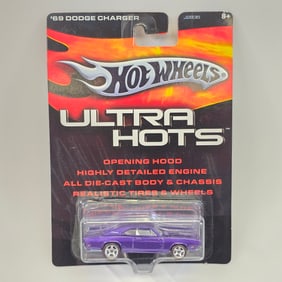 '69 DODGE CHARGER
8+
HOT WHEELS
ULTRA
HOTS™
OPENING HOOD
HIGHLY DETAILED ENGINE
ALL DIE-CAST BODY & CHASSIS
REALISTIC TIRES & WHEELS